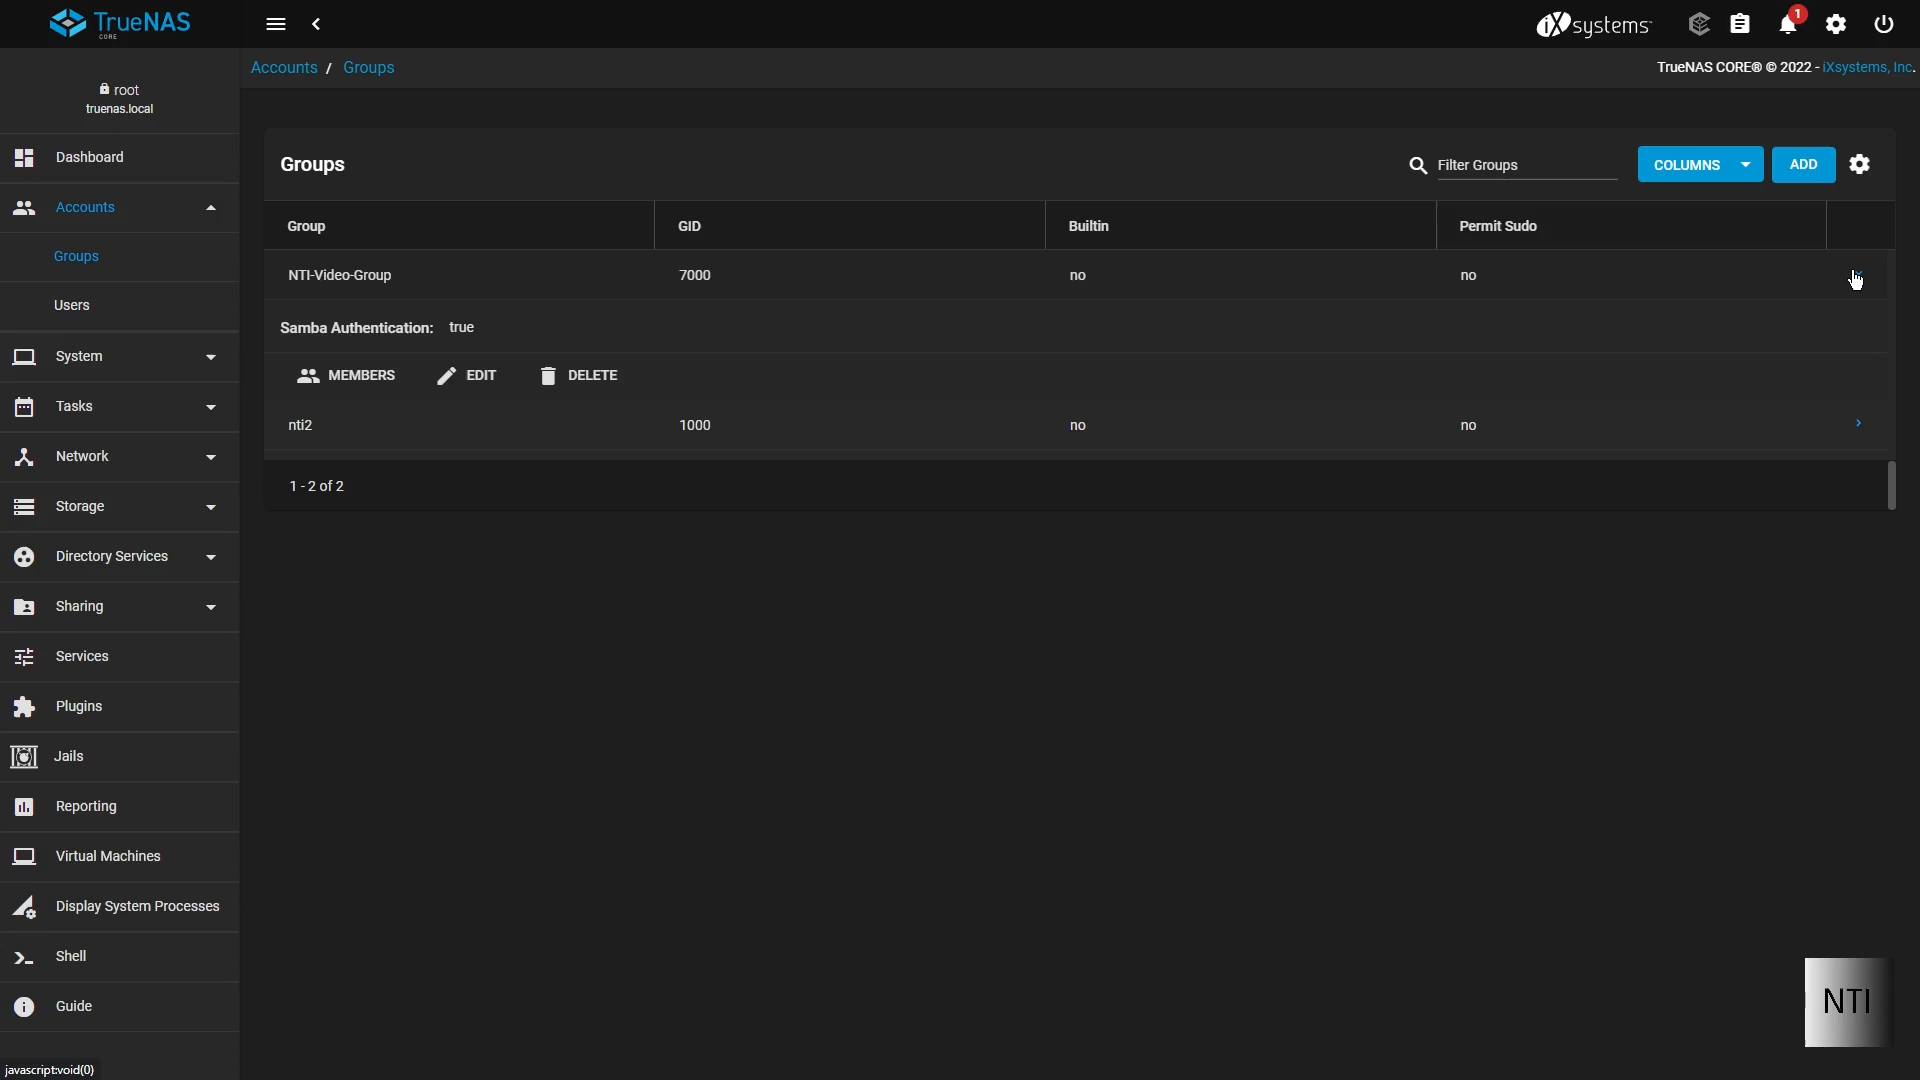 TrueNAS
CORE
iXsystems
1
root
truenas.local
Accounts / Groups
TrueNAS CORE® © 2022 - iXsystems, Inc.
Dashboard
Accounts
Groups
Users
System
Tasks
Network
Storage
Directory Services
Sharing
Services
Plugins
Jails
Reporting
Virtual Machines
Display System Processes
Shell
Guide
Groups
Filter Groups
COLUMNS
ADD
Group GID Builtin Permit Sudo
NTI-Video-Group 7000 no no
Samba Authentication: true
MEMBERS EDIT DELETE
nti2 1000 no no
1 - 2 of 2
NTI
javascript:void(0)